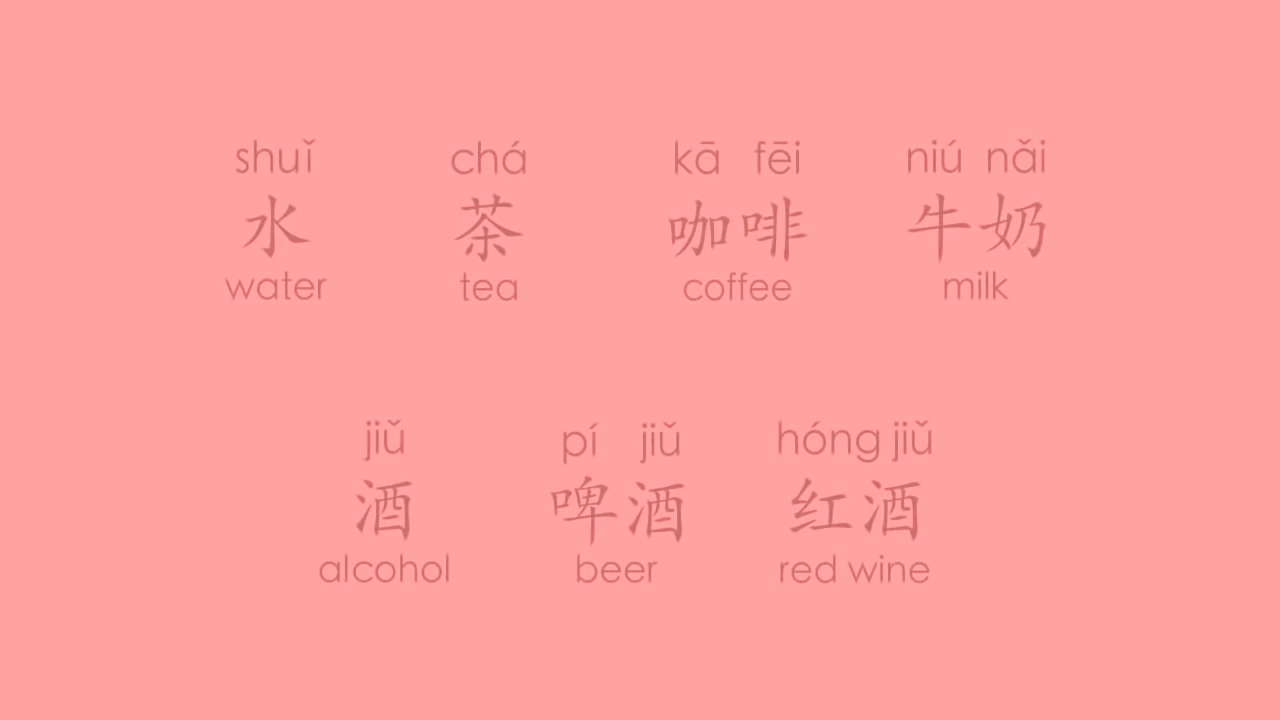 shuǐ chá kā fēi niú nǎi
水 茶 咖啡 牛奶
water tea coffee milk
jiǔ pí jiǔ hóng jiǔ
酒 啤酒 红酒
alcohol beer red wine